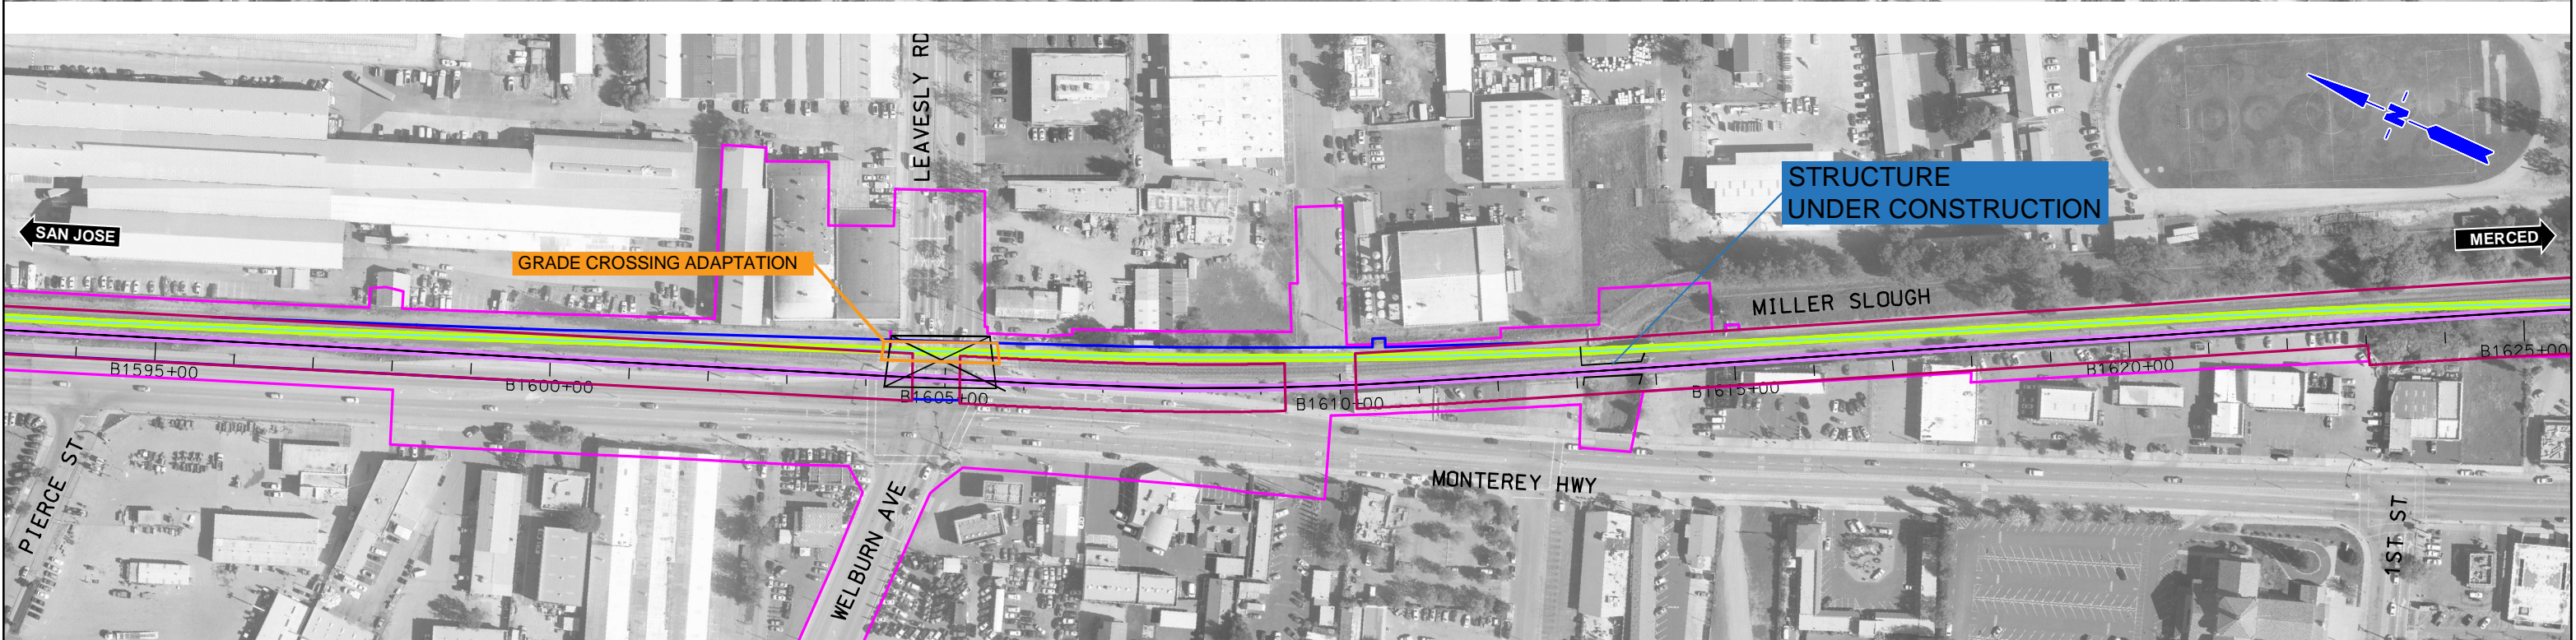 LEAVESLY RD
GILROY
STRUCTURE
UNDER CONSTRUCTION
N
SAN JOSE
MERCED
GRADE CROSSING ADAPTATION
MILLER SLOUGH
B1595+00
B1600+00
B1605+00
B1610+00
B1615+00
B1620+00
B1625+00
PIERCE ST
WELBURN AVE
MONTEREY HWY
1ST ST